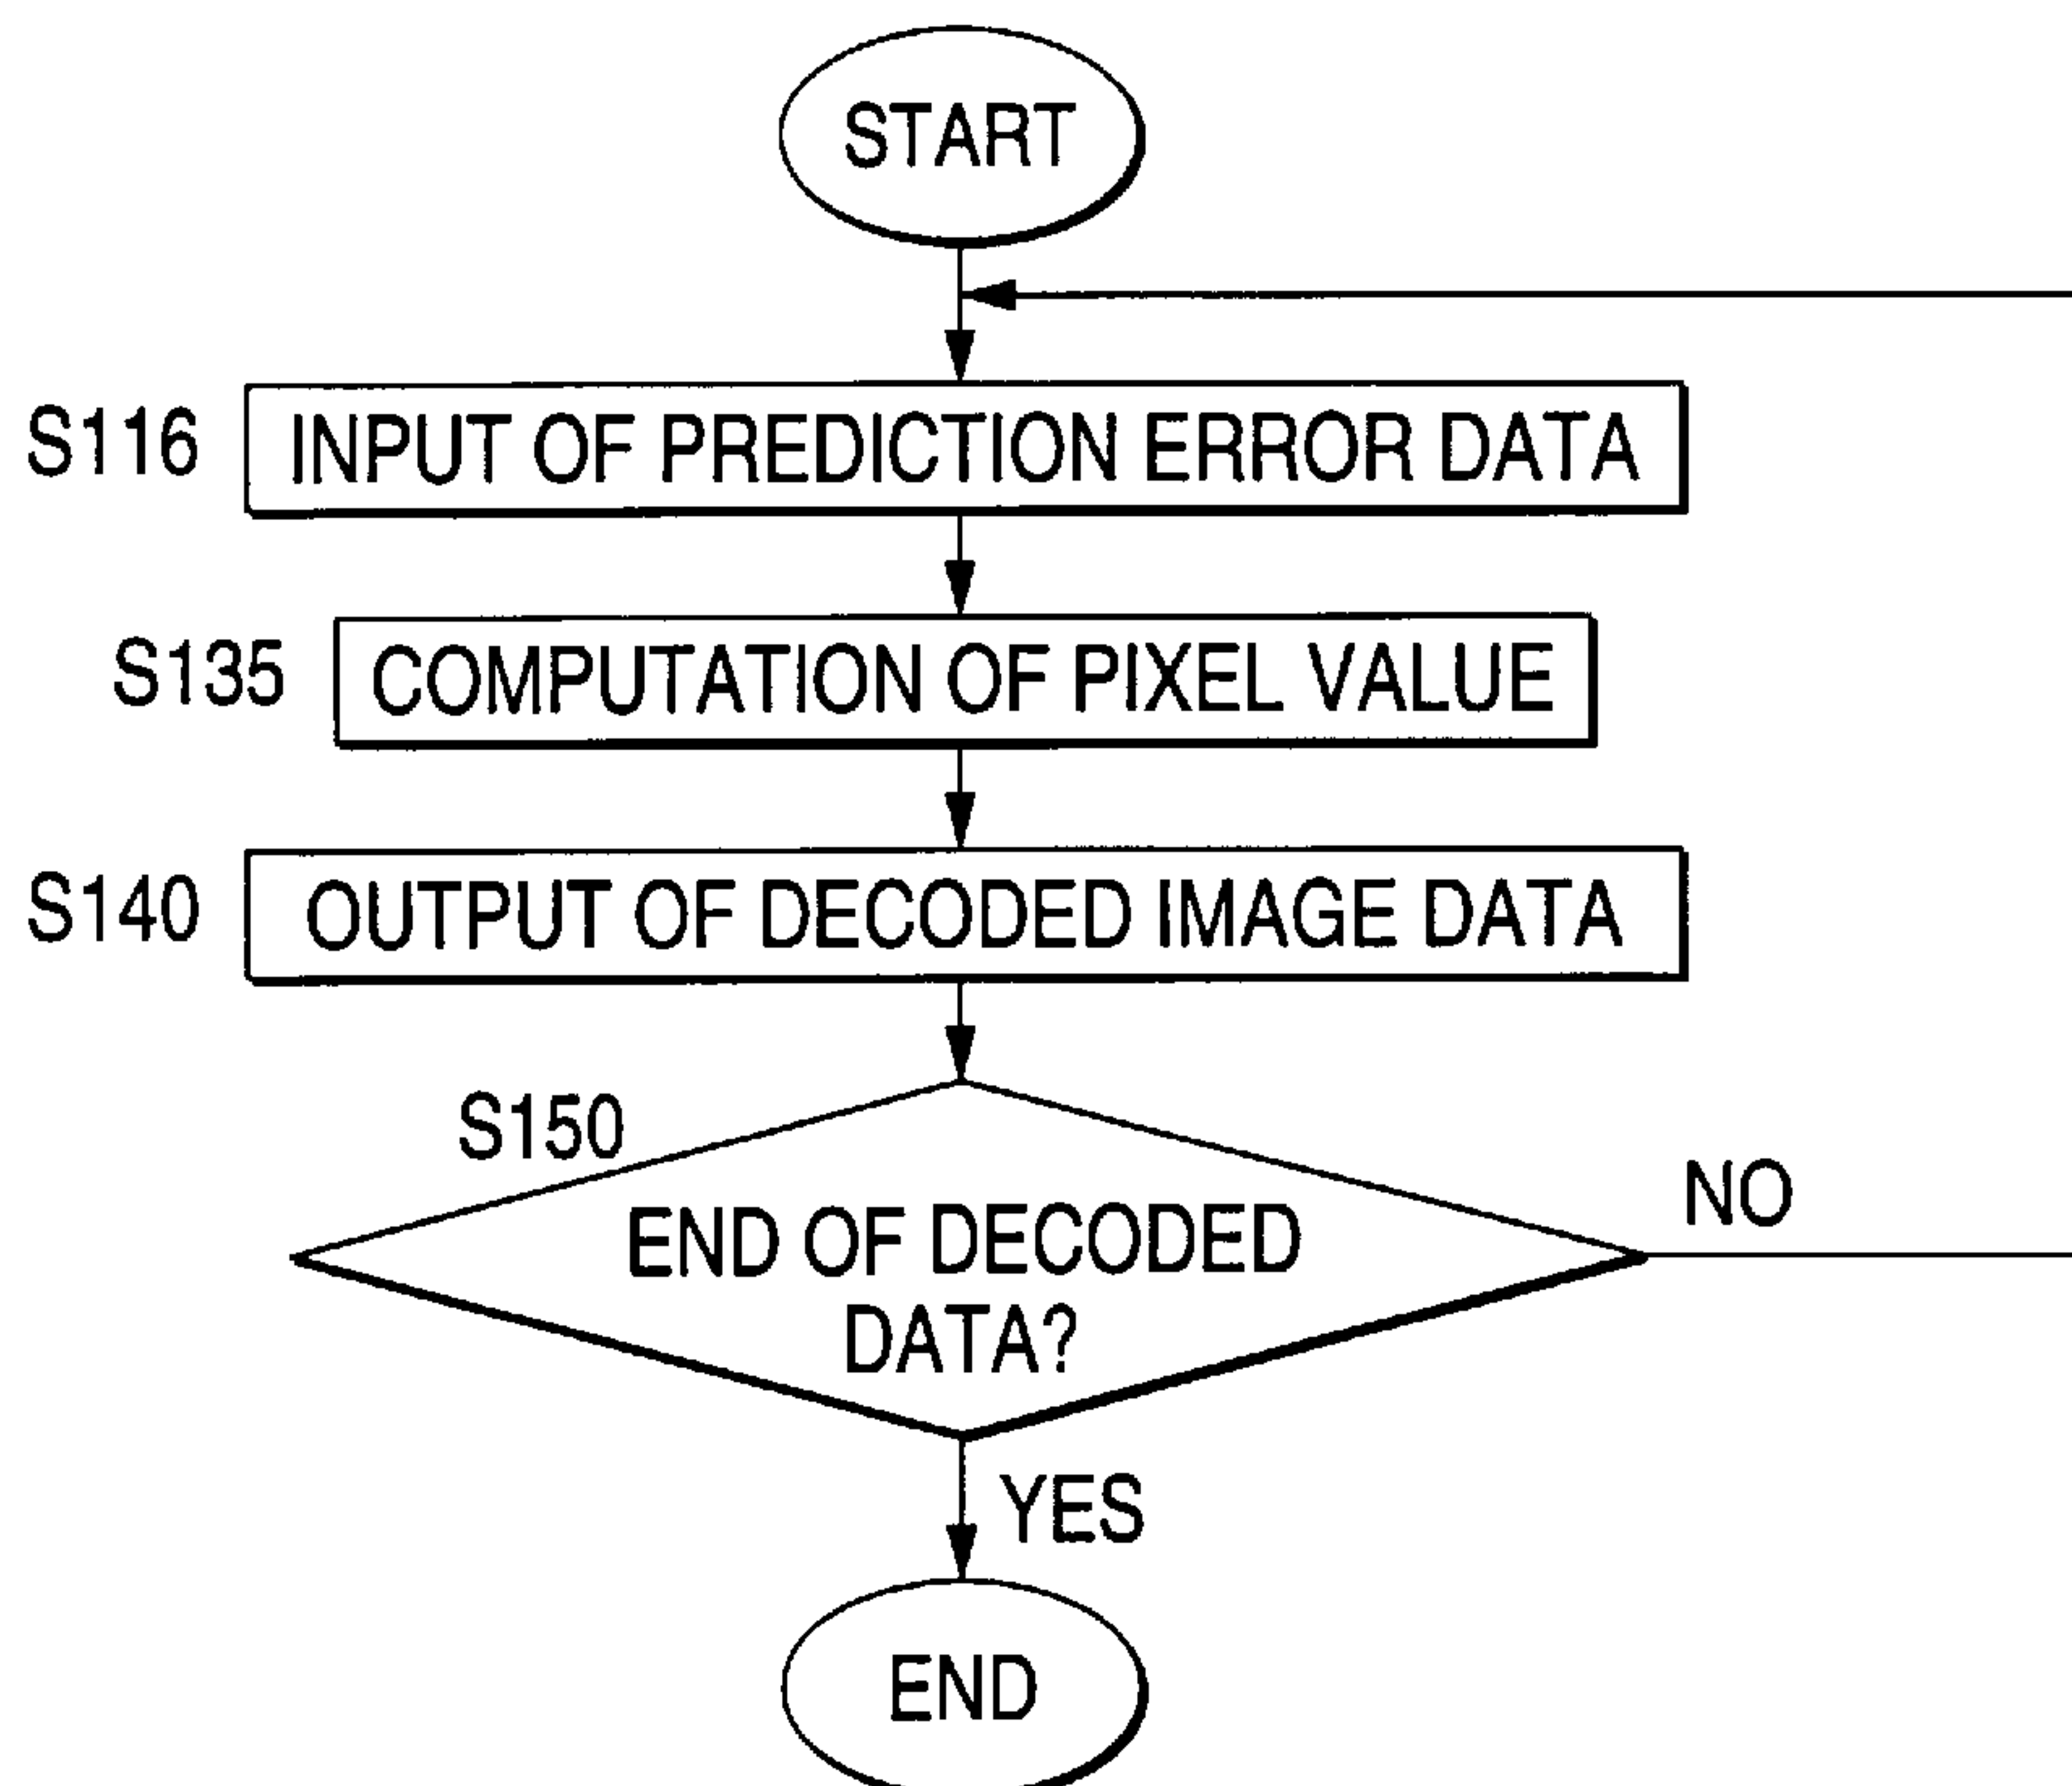 START
S116
INPUT OF PREDICTION ERROR DATA
S135
COMPUTATION OF PIXEL VALUE
S140
OUTPUT OF DECODED IMAGE DATA
S150
END OF DECODED
DATA?
NO
YES
END